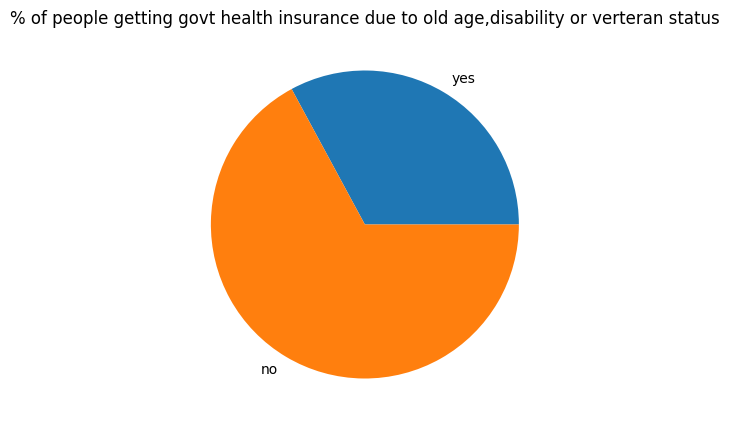 % of people getting govt health insurance due to old age,disability or verteran status
yes
no